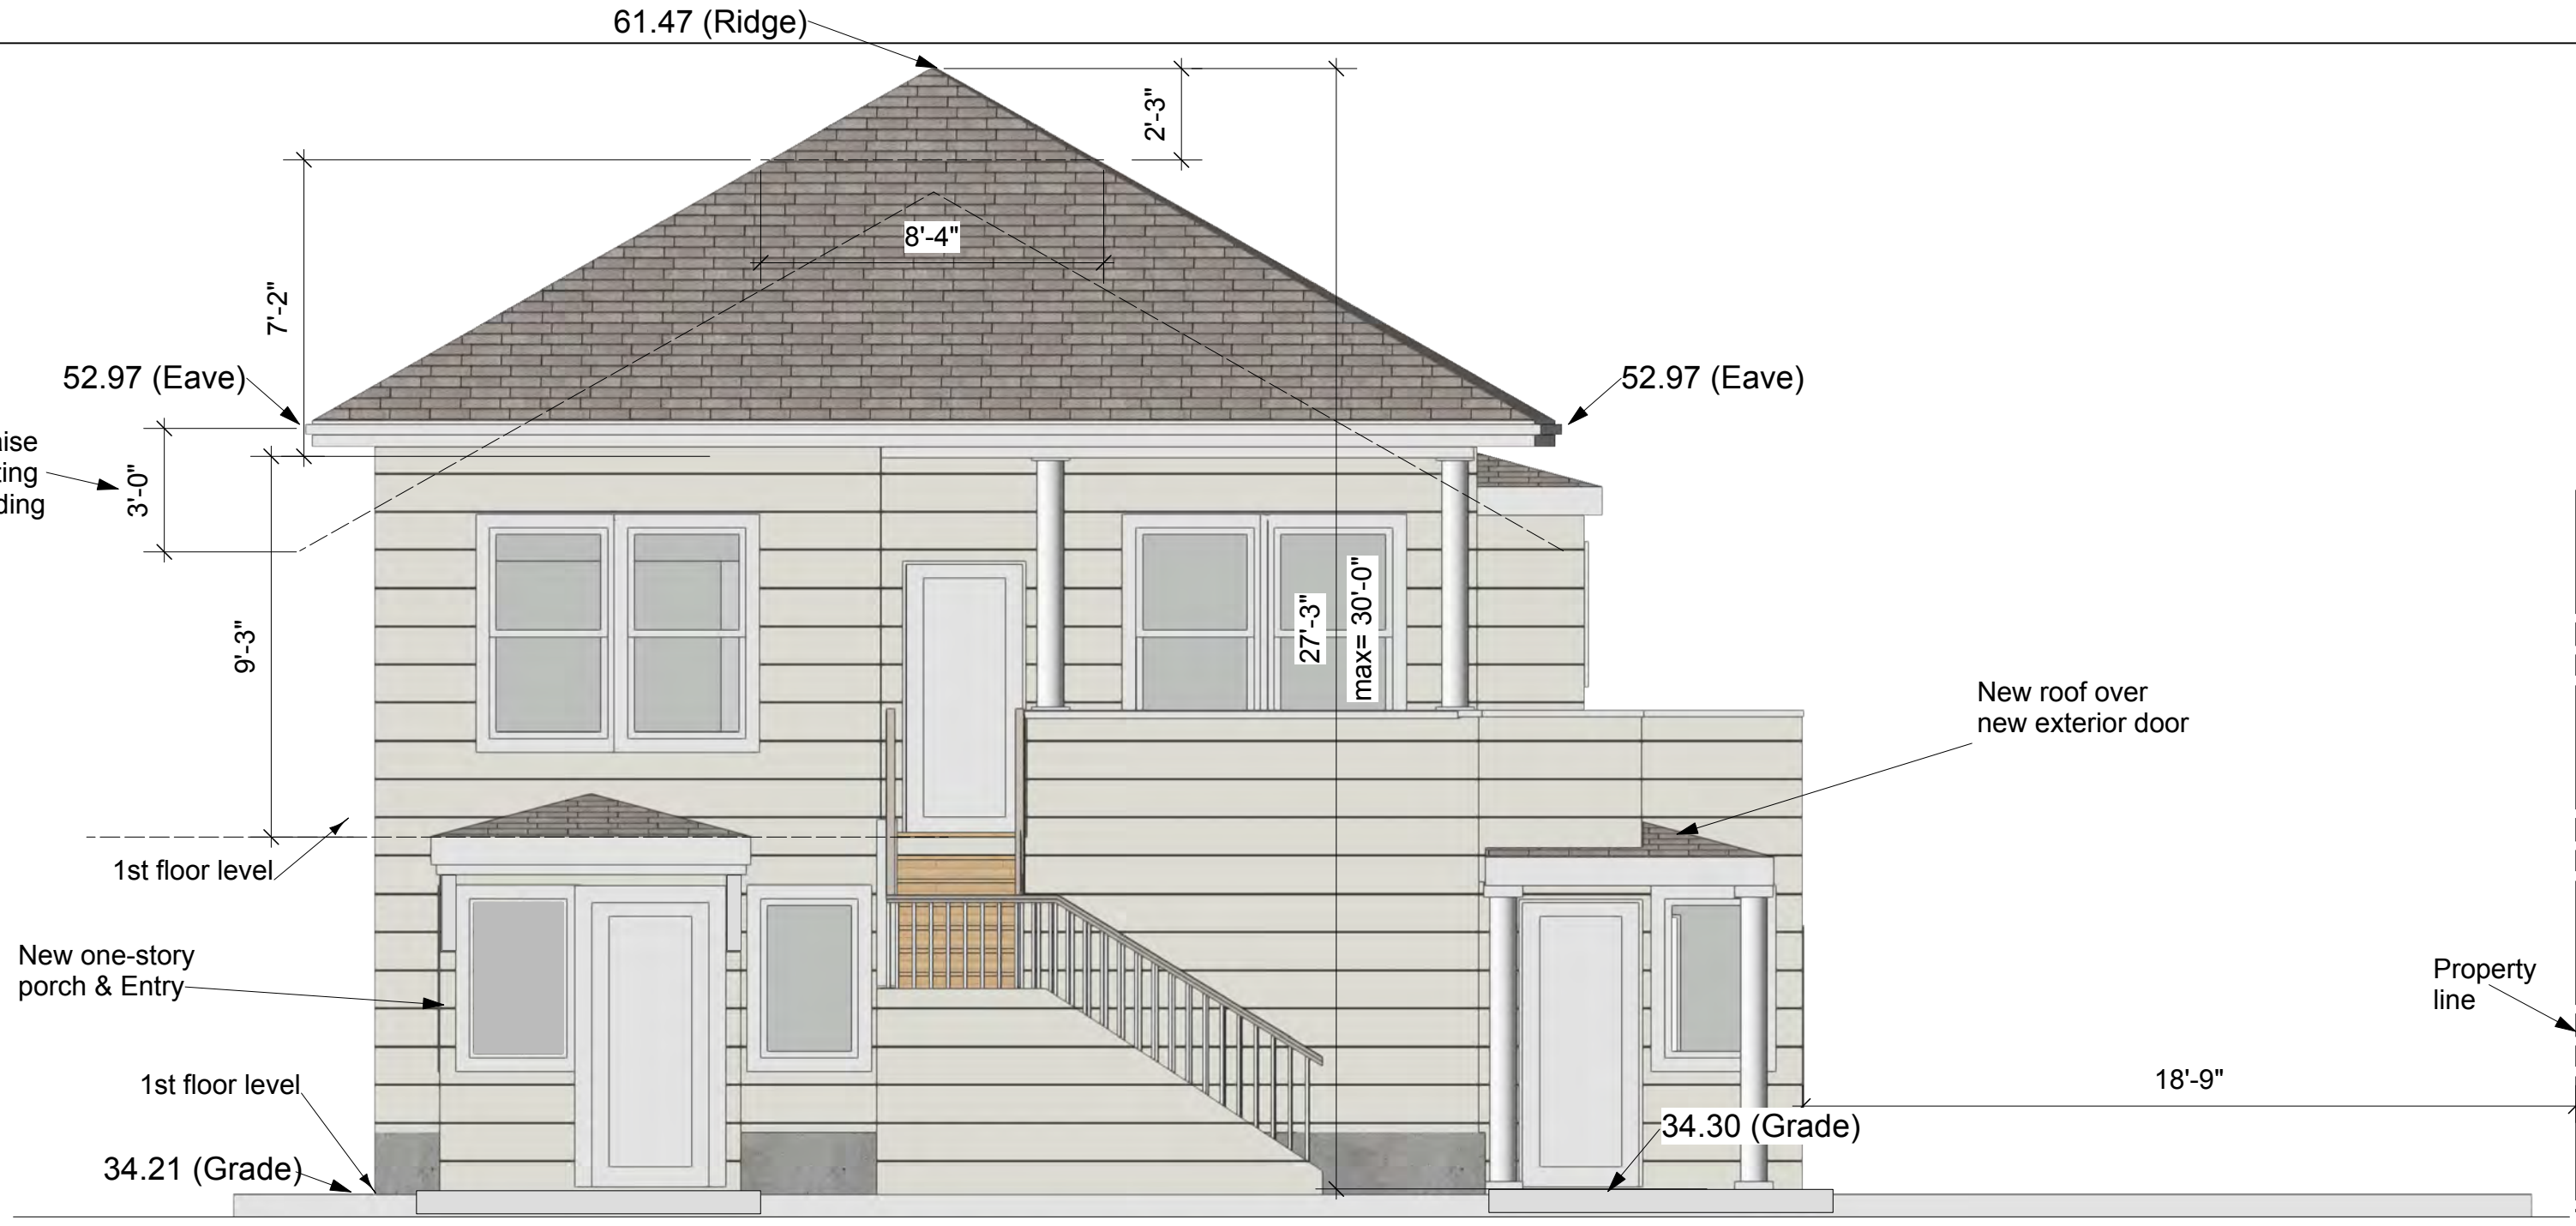 61.47 (Ridge)
2'-3"
8'-4"
7'-2"
52.97 (Eave)
52.97 (Eave)
3'-0"
9'-3"
27'-3"
max= 30'-0"
New roof over
new exterior door
1st floor level
New one-story
porch & Entry
Property
line
1st floor level
18'-9"
34.30 (Grade)
34.21 (Grade)